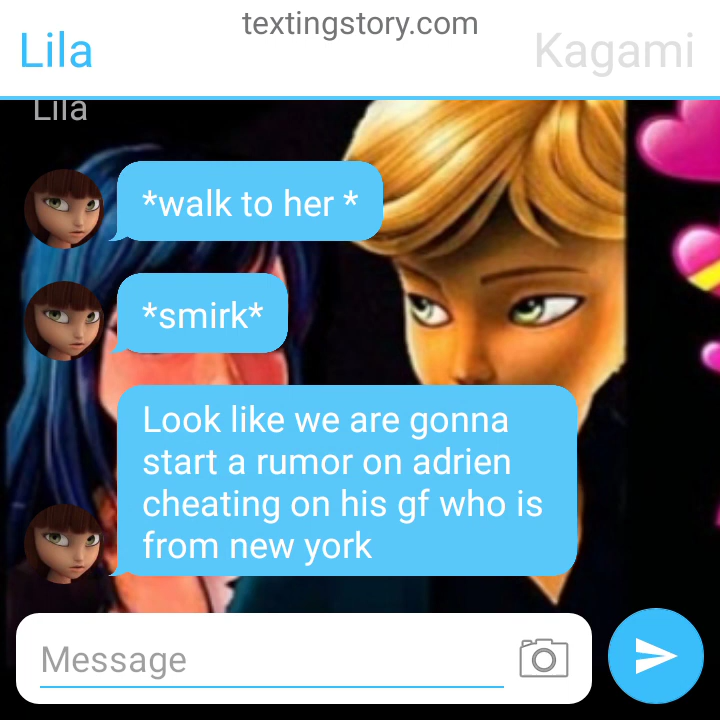 textingstory.com
Lila
Kagami
Lila
*walk to her *
*smirk*
Look like we are gonna
start a rumor on adrien
cheating on his gf who is
from new york
Message